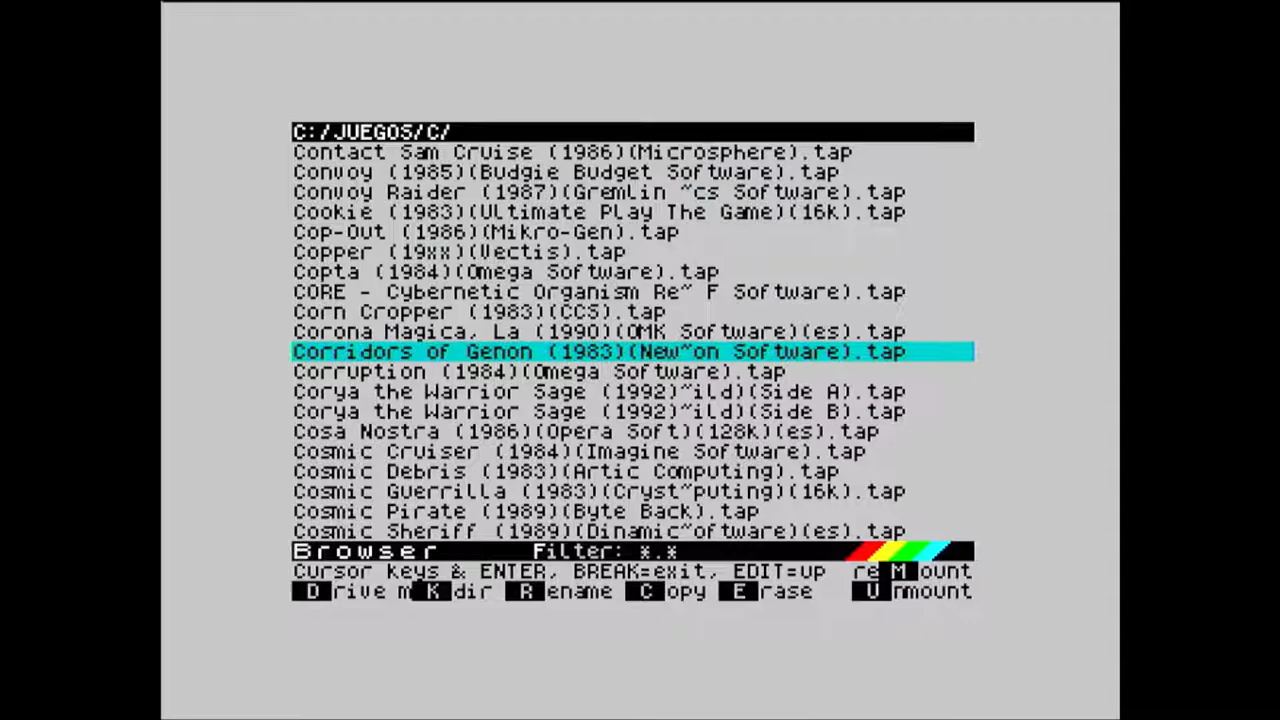 C:/JUEGOS/C/
Contact Sam Cruise (1986)(Microsphere).tap
Convoy (1985)(Budgie Budget Software).tap
Convoy Raider (1987)(Gremlin ~cs Software).tap
Cookie (1983)(Ultimate Play The Game)(16k).tap
Cop-Out (1986)(Mikro-Gen).tap
Copper (19xx)(Vectis).tap
Copta (1984)(Omega Software).tap
CORE - Cybernetic Organism Re~ F Software).tap
Corn Cropper (1983)(CCS).tap
Corona Magica, La (1990)(OMK Software)(es).tap
Corridors of Genon (1983)(New~on Software).tap
Corruption (1984)(Omega Software).tap
Corya the Warrior Sage (1992)~ild)(Side A).tap
Corya the Warrior Sage (1992)~ild)(Side B).tap
Cosa Nostra (1986)(Opera Soft)(128k)(es).tap
Cosmic Cruiser (1984)(Imagine Software).tap
Cosmic Debris (1983)(Artic Computing).tap
Cosmic Guerrilla (1983)(Cryst~puting)(16k).tap
Cosmic Pirate (1989)(Byte Back).tap
Cosmic Sheriff (1989)(Dinamic~oftware)(es).tap
Browser Filter: *.*
Cursor keys & ENTER, BREAK=exit, EDIT=up re M ount
D rive m K dir R ename C opy E rase U nmount